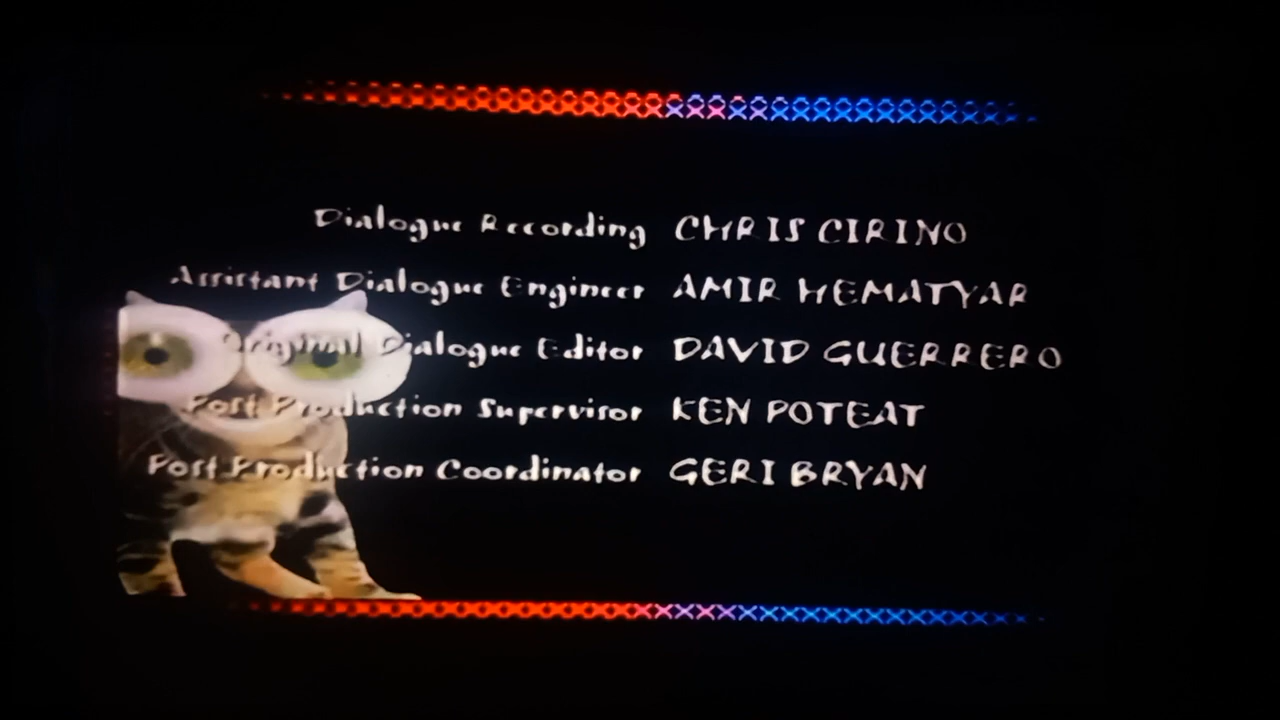 Dialogue Recording CHRIS CIRINO
Assistant Dialogue Engineer AMIR HEMATYAR
Original Dialogue Editor DAVID GUERRERO
Post Production Supervisor KEN POTEAT
Post Production Coordinator GERI BRYAN